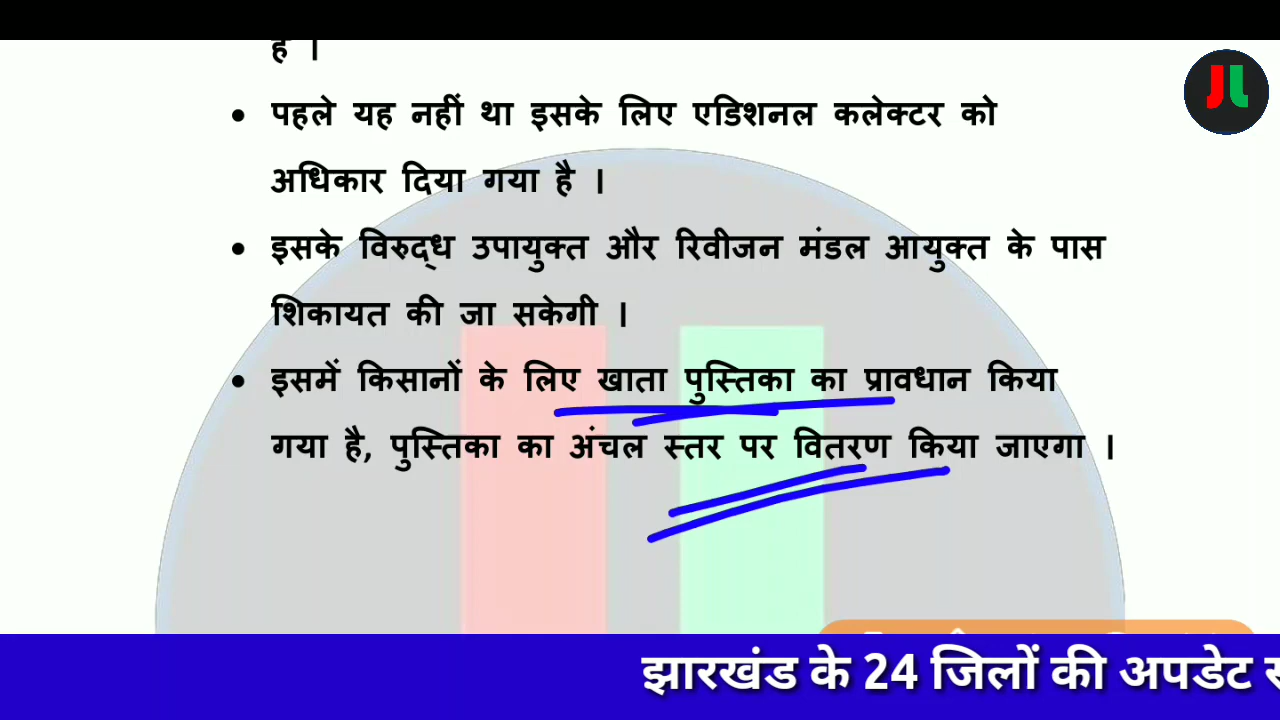 है ।
• पहले यह नहीं था इसके लिए एडिशनल कलेक्टर को
अधिकार दिया गया है ।
• इसके विरुद्ध उपायुक्त और रिवीजन मंडल आयुक्त के पास
शिकायत की जा सकेगी ।
• इसमें किसानों के लिए खाता पुस्तिका का प्रावधान किया
गया है, पुस्तिका का अंचल स्तर पर वितरण किया जाएगा ।
झारखंड के 24 जिलों की अपडेट